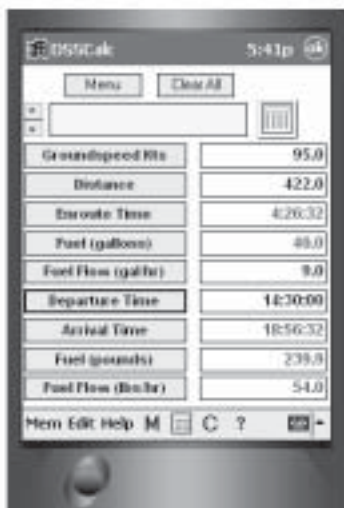 DSSCalc 5:41p ok
Menu Clear All
Groundspeed Kts 95.0
Distance 422.0
Enroute Time 4:26:32
Fuel (gallons) 40.0
Fuel Flow (gal/hr) 9.0
Departure Time 14:30:00
Arrival Time 18:56:32
Fuel (pounds) 239.9
Fuel Flow (lbs/hr) 54.0
Mem Edit Help M C ?